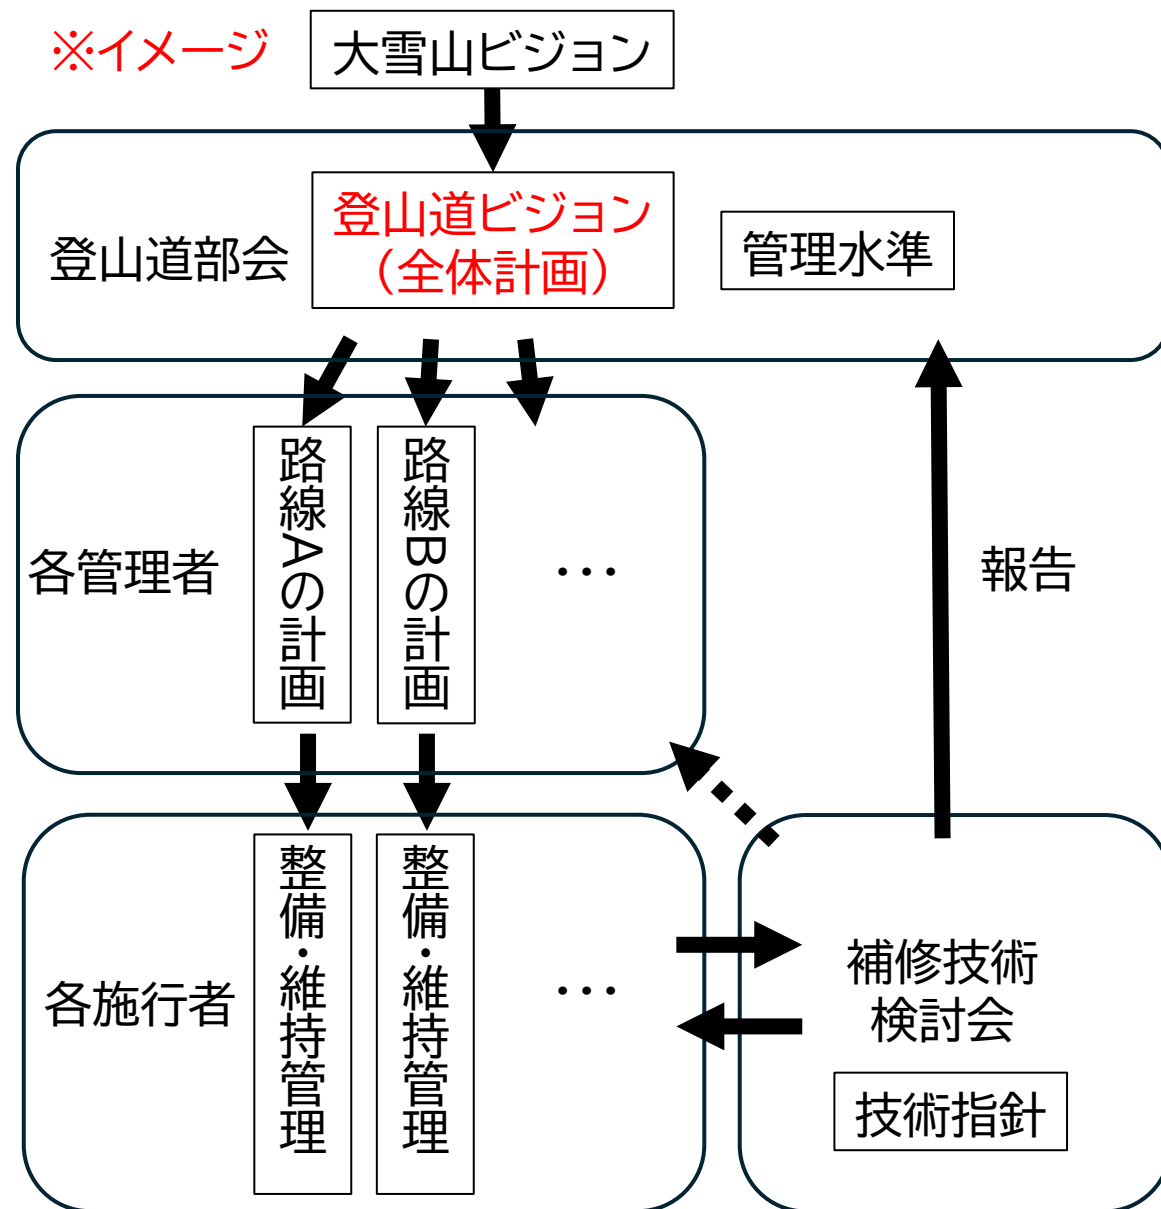 ※イメージ
大雪山ビジョン
登山道部会
登山道ビジョン
（全体計画）
管理水準
各管理者
路線Aの計画
路線Bの計画
…
報告
各施行者
整備・維持管理
整備・維持管理
…
補修技術
検討会
技術指針